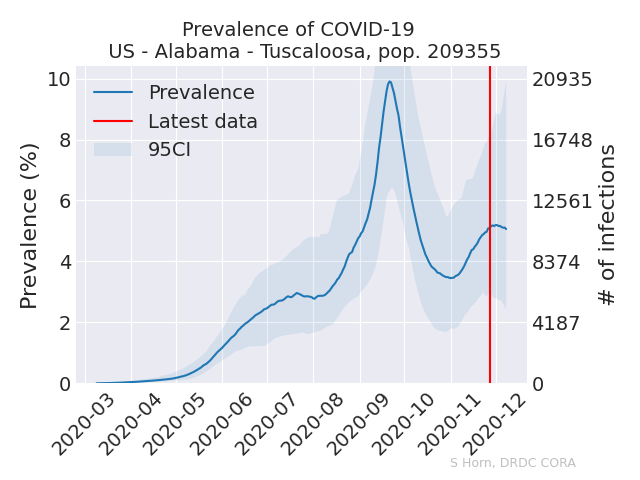 Prevalence of COVID-19
US - Alabama - Tuscaloosa, pop. 209355
Prevalence
Latest data
95CI
Prevalence (%)
10
8
6
4
2
0
20935
16748
12561
8374
4187
0
# of infections
2020-03
2020-04
2020-05
2020-06
2020-07
2020-08
2020-09
2020-10
2020-11
2020-12
S Horn, DRDC CORA